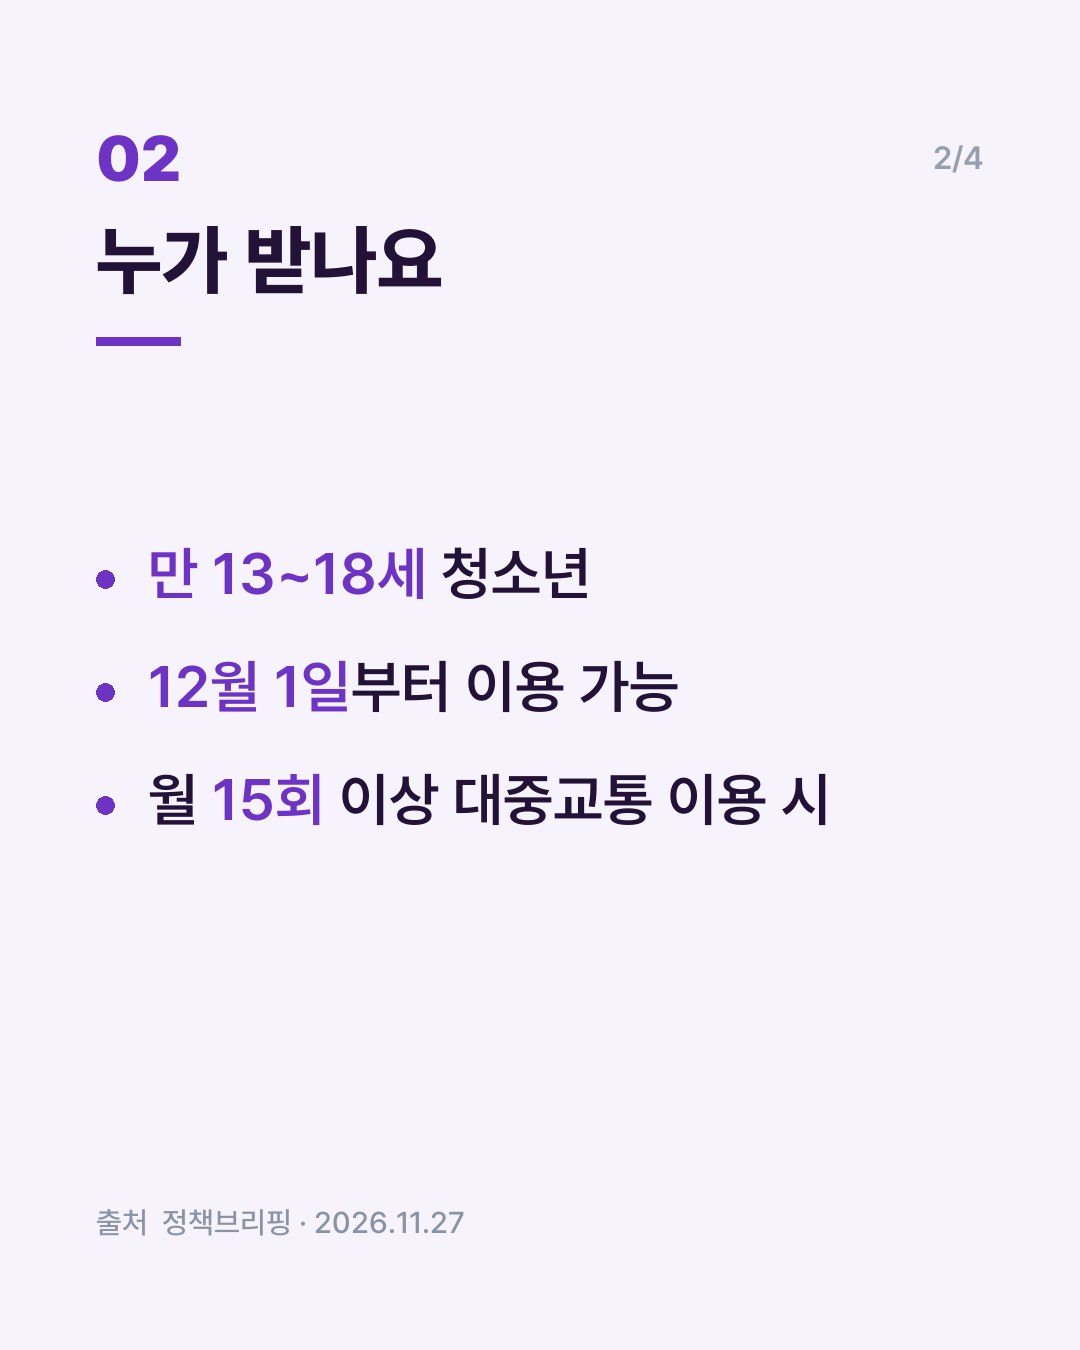 02
2/4
누가 받나요
• 만 13~18세 청소년
• 12월 1일부터 이용 가능
• 월 15회 이상 대중교통 이용 시
출처 정책브리핑 · 2026.11.27